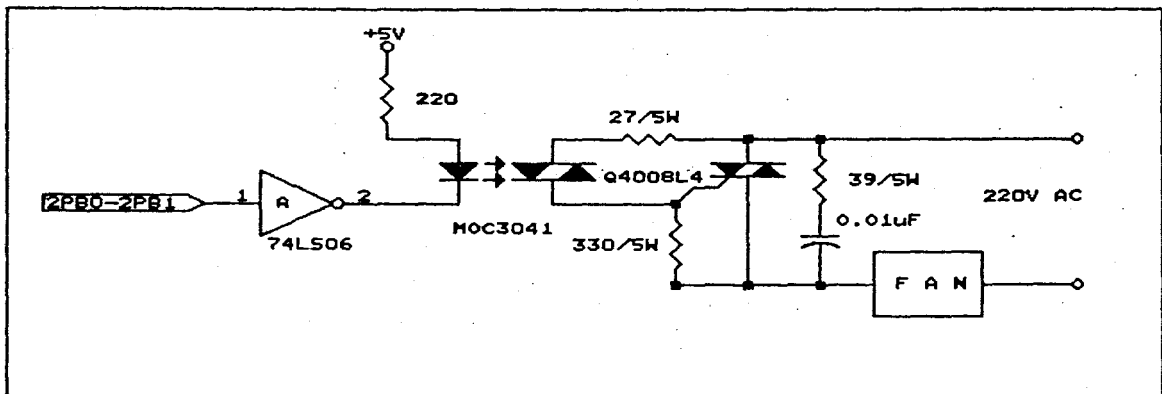 +5V
220
27/5W
Q4008L4
39/5W
2PB0-2PB1
1
A
2
220V AC
0.01uF
MOC3041
74LS06
330/5W
F A N